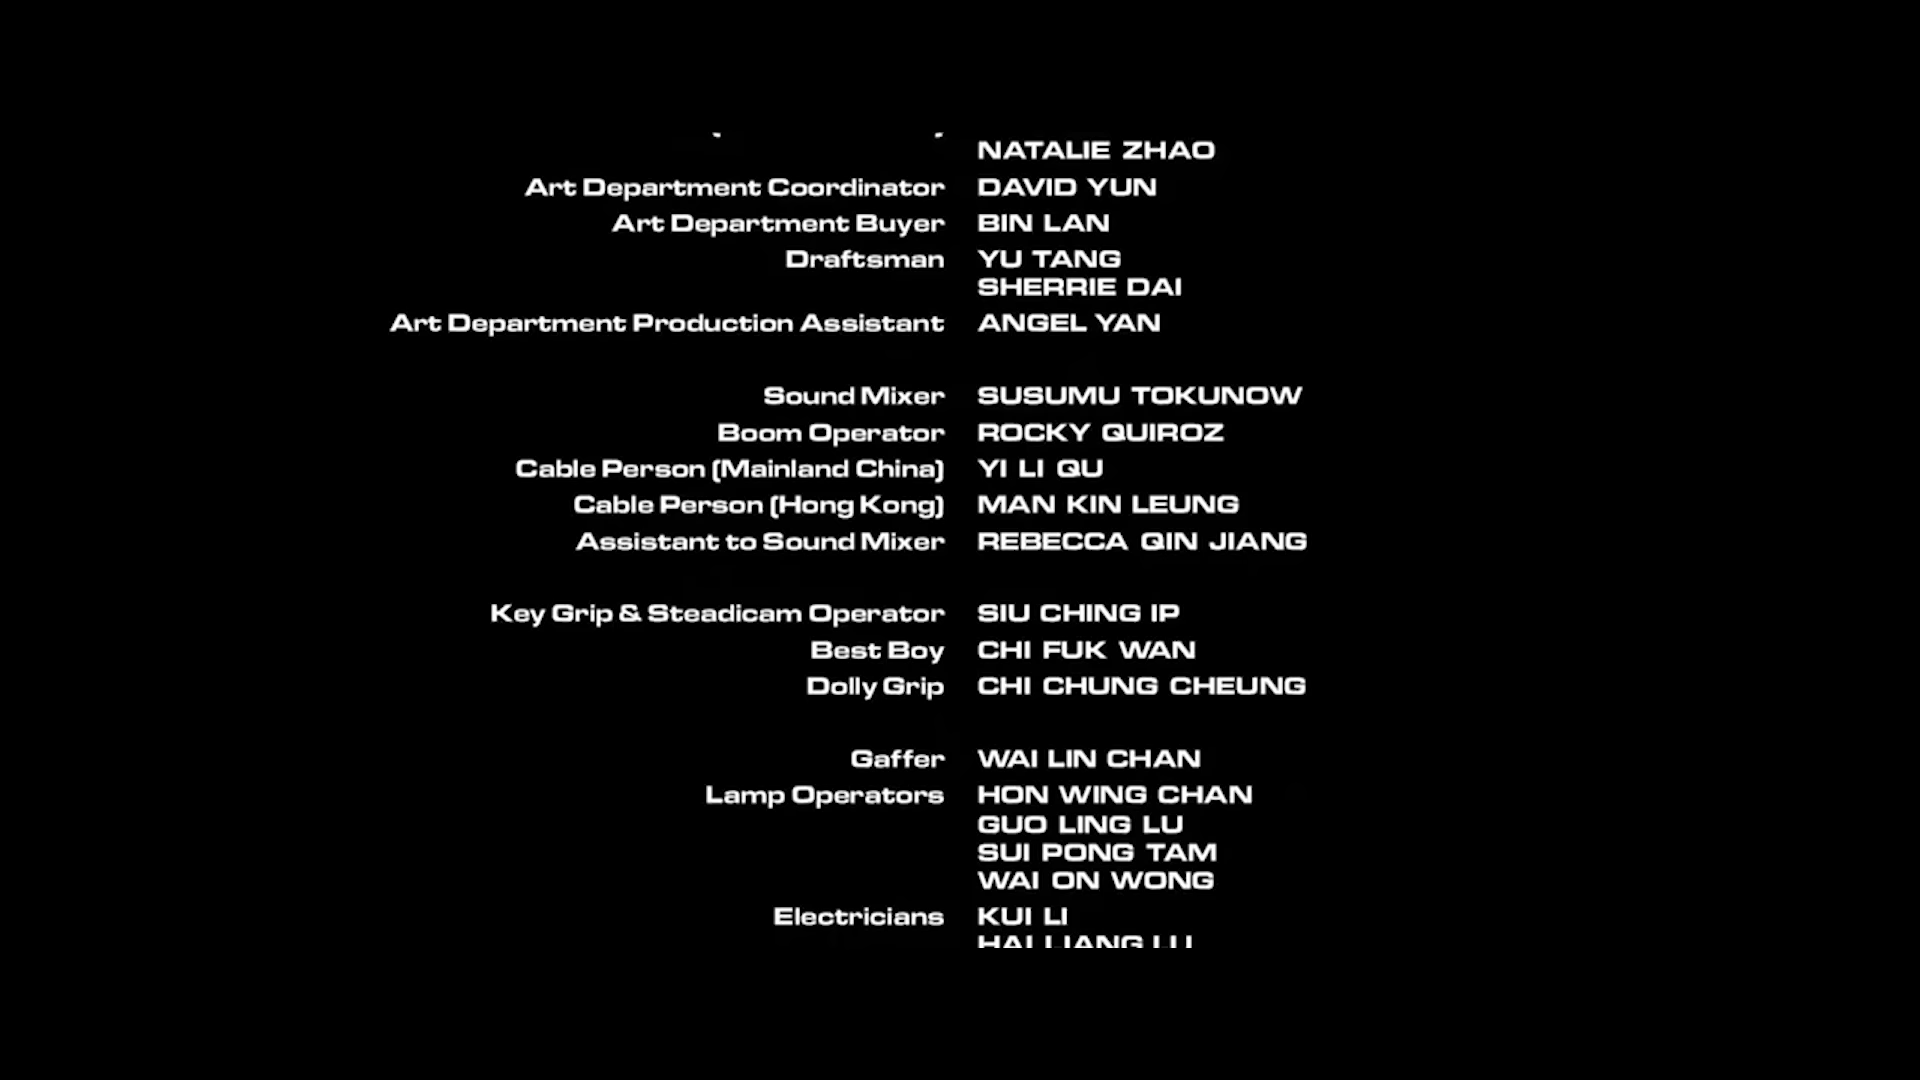 NATALIE ZHAO
Art Department Coordinator DAVID YUN
Art Department Buyer BIN LAN
Draftsman YU TANG
SHERRIE DAI
Art Department Production Assistant ANGEL YAN
Sound Mixer SUSUMU TOKUNOW
Boom Operator ROCKY QUIROZ
Cable Person (Mainland China) YI LI QU
Cable Person (Hong Kong) MAN KIN LEUNG
Assistant to Sound Mixer REBECCA QIN JIANG
Key Grip & Steadicam Operator SIU CHING IP
Best Boy CHI FUK WAN
Dolly Grip CHI CHUNG CHEUNG
Gaffer WAI LIN CHAN
Lamp Operators HON WING CHAN
GUO LING LU
SUI PONG TAM
WAI ON WONG
Electricians KUI LI
HAI LIANG LU